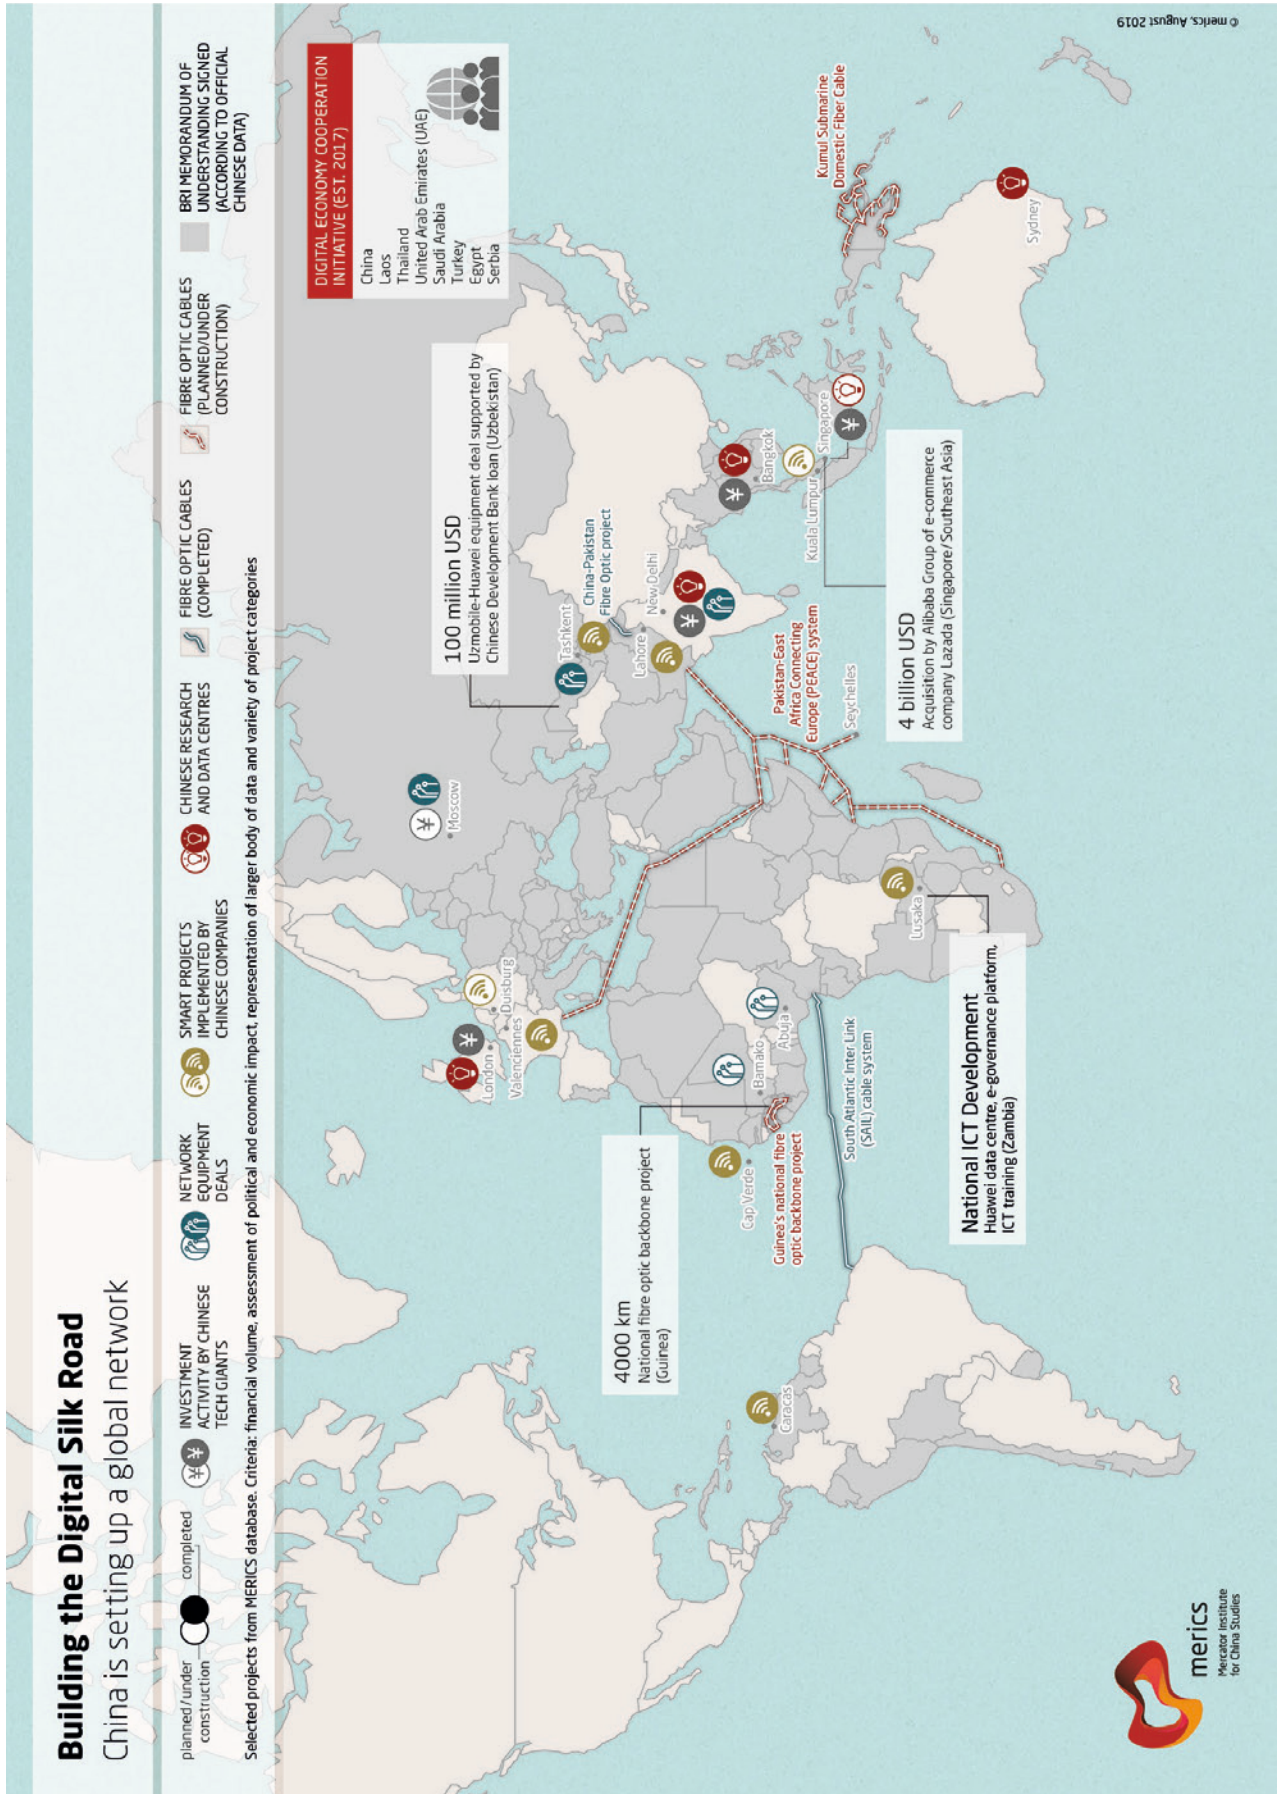 Building the Digital Silk Road
China is setting up a global network
planned/under
construction
completed
INVESTMENT
ACTIVITY BY CHINESE
TECH GIANTS
NETWORK
EQUIPMENT
DEALS
SMART PROJECTS
IMPLEMENTED BY
CHINESE COMPANIES
CHINESE RESEARCH
AND DATA CENTRES
FIBRE OPTIC CABLES
(COMPLETED)
FIBRE OPTIC CABLES
(PLANNED/UNDER
CONSTRUCTION)
BRI MEMORANDUM OF
UNDERSTANDING SIGNED
(ACCORDING TO OFFICIAL
CHINESE DATA)
Selected projects from MERICS database. Criteria: financial volume, assessment of political and economic impact, representation of larger body of data and variety of project categories
DIGITAL ECONOMY COOPERATION
INITIATIVE (EST. 2017)
China
Laos
Thailand
United Arab Emirates (UAE)
Saudi Arabia
Turkey
Egypt
Serbia
100 million USD
Uzmobile-Huawei equipment deal supported by
Chinese Development Bank loan (Uzbekistan)
Moscow
London
Duisburg
Valenciennes
Tashkent
China-Pakistan
Fibre Optic project
Lahore
New Delhi
4000 km
National fibre optic backbone project
(Guinea)
Cap Verde
Bamako
Abuja
Guinea's national fibre
optic backbone project
South Atlantic Inter Link
(SAIL) cable system
Caracas
Bangkok
Kuala Lumpur
Singapore
Pakistan-East
Africa Connecting
Europe (PEACE) system
Seychelles
Kumul Submarine
Domestic Fiber Cable
4 billion USD
Acquisition by Alibaba Group of e-commerce
company Lazada (Singapore/Southeast Asia)
Lusaka
National ICT Development
Huawei data centre, e-governance platform,
ICT training (Zambia)
Sydney
merics
Mercator Institute
for China Studies
© merics, August 2019